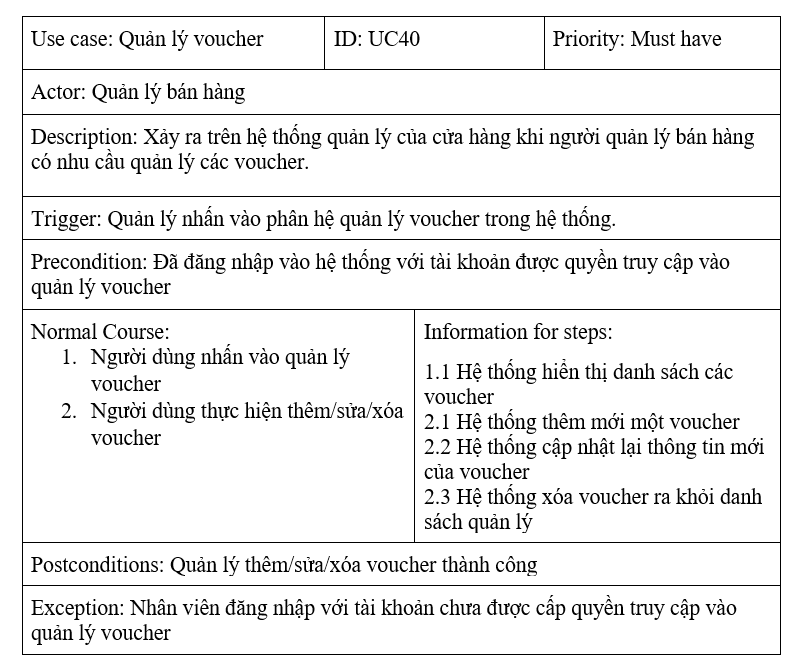 Use case: Quản lý voucher
ID: UC40
Priority: Must have
Actor: Quản lý bán hàng
Description: Xảy ra trên hệ thống quản lý của cửa hàng khi người quản lý bán hàng
có nhu cầu quản lý các voucher.
Trigger: Quản lý nhấn vào phân hệ quản lý voucher trong hệ thống.
Precondition: Đã đăng nhập vào hệ thống với tài khoản được quyền truy cập vào
quản lý voucher
Normal Course:
1. Người dùng nhấn vào quản lý
voucher
2. Người dùng thực hiện thêm/sửa/xóa
voucher
Information for steps:
1.1 Hệ thống hiển thị danh sách các
voucher
2.1 Hệ thống thêm mới một voucher
2.2 Hệ thống cập nhật lại thông tin mới
của voucher
2.3 Hệ thống xóa voucher ra khỏi danh
sách quản lý
Postconditions: Quản lý thêm/sửa/xóa voucher thành công
Exception: Nhân viên đăng nhập với tài khoản chưa được cấp quyền truy cập vào
quản lý voucher